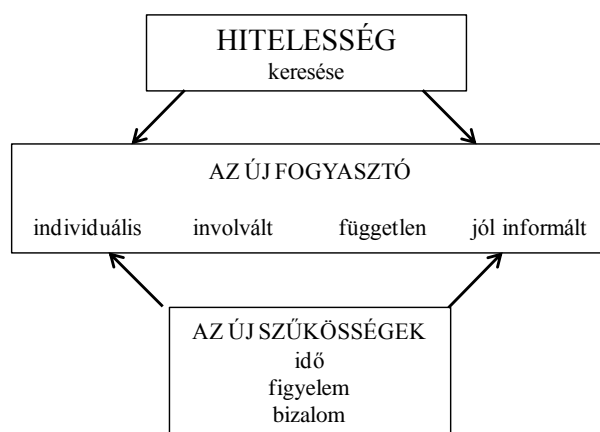 HITELESSÉG
keresése
AZ ÚJ FOGYASZTÓ
individuális involvált független jól informált
AZ ÚJ SZŰKÖSSÉGEK
idő
figyelem
bizalom